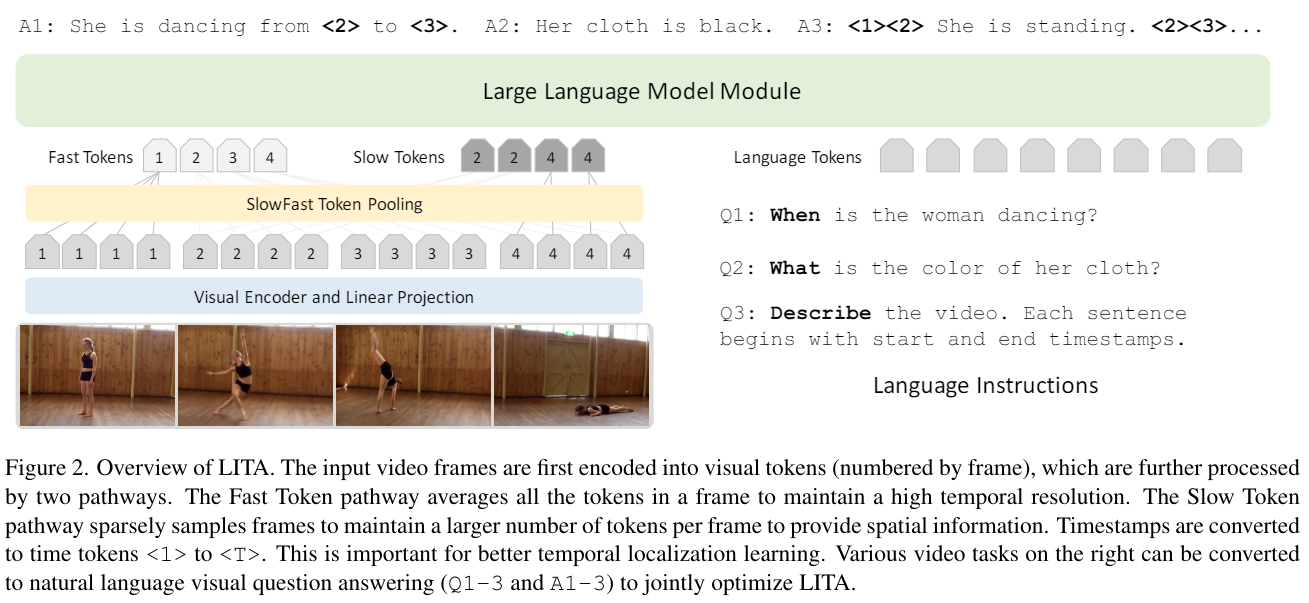 A1: She is dancing from <2> to <3>. A2: Her cloth is black. A3: <1><2> She is standing. <2><3>...
Large Language Model Module
Fast Tokens 1 2 3 4 Slow Tokens 2 2 4 4 Language Tokens
SlowFast Token Pooling
1 1 1 1 2 2 2 2 3 3 3 3 4 4 4 4
Visual Encoder and Linear Projection
Q1: When is the woman dancing?
Q2: What is the color of her cloth?
Q3: Describe the video. Each sentence
begins with start and end timestamps.
Language Instructions
Figure 2. Overview of LITA. The input video frames are first encoded into visual tokens (numbered by frame), which are further processed
by two pathways. The Fast Token pathway averages all the tokens in a frame to maintain a high temporal resolution. The Slow Token
pathway sparsely samples frames to maintain a larger number of tokens per frame to provide spatial information. Timestamps are converted
to time tokens <1> to <T>. This is important for better temporal localization learning. Various video tasks on the right can be converted
to natural language visual question answering (Q1-3 and A1-3) to jointly optimize LITA.